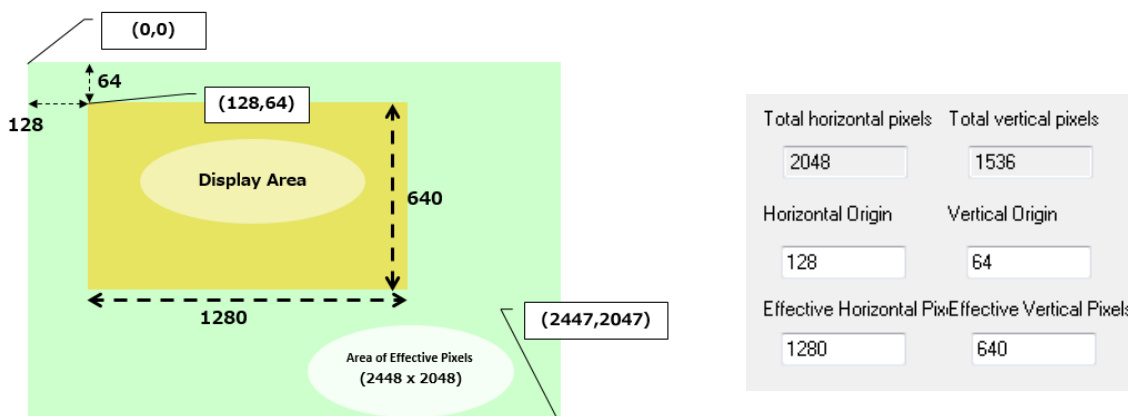 (0,0)
64
(128,64)
128
Display Area
640
1280
(2447,2047)
Area of Effective Pixels
(2448 x 2048)
Total horizontal pixels Total vertical pixels
2048 1536
Horizontal Origin Vertical Origin
128 64
Effective Horizontal Pix Effective Vertical Pixels
1280 640